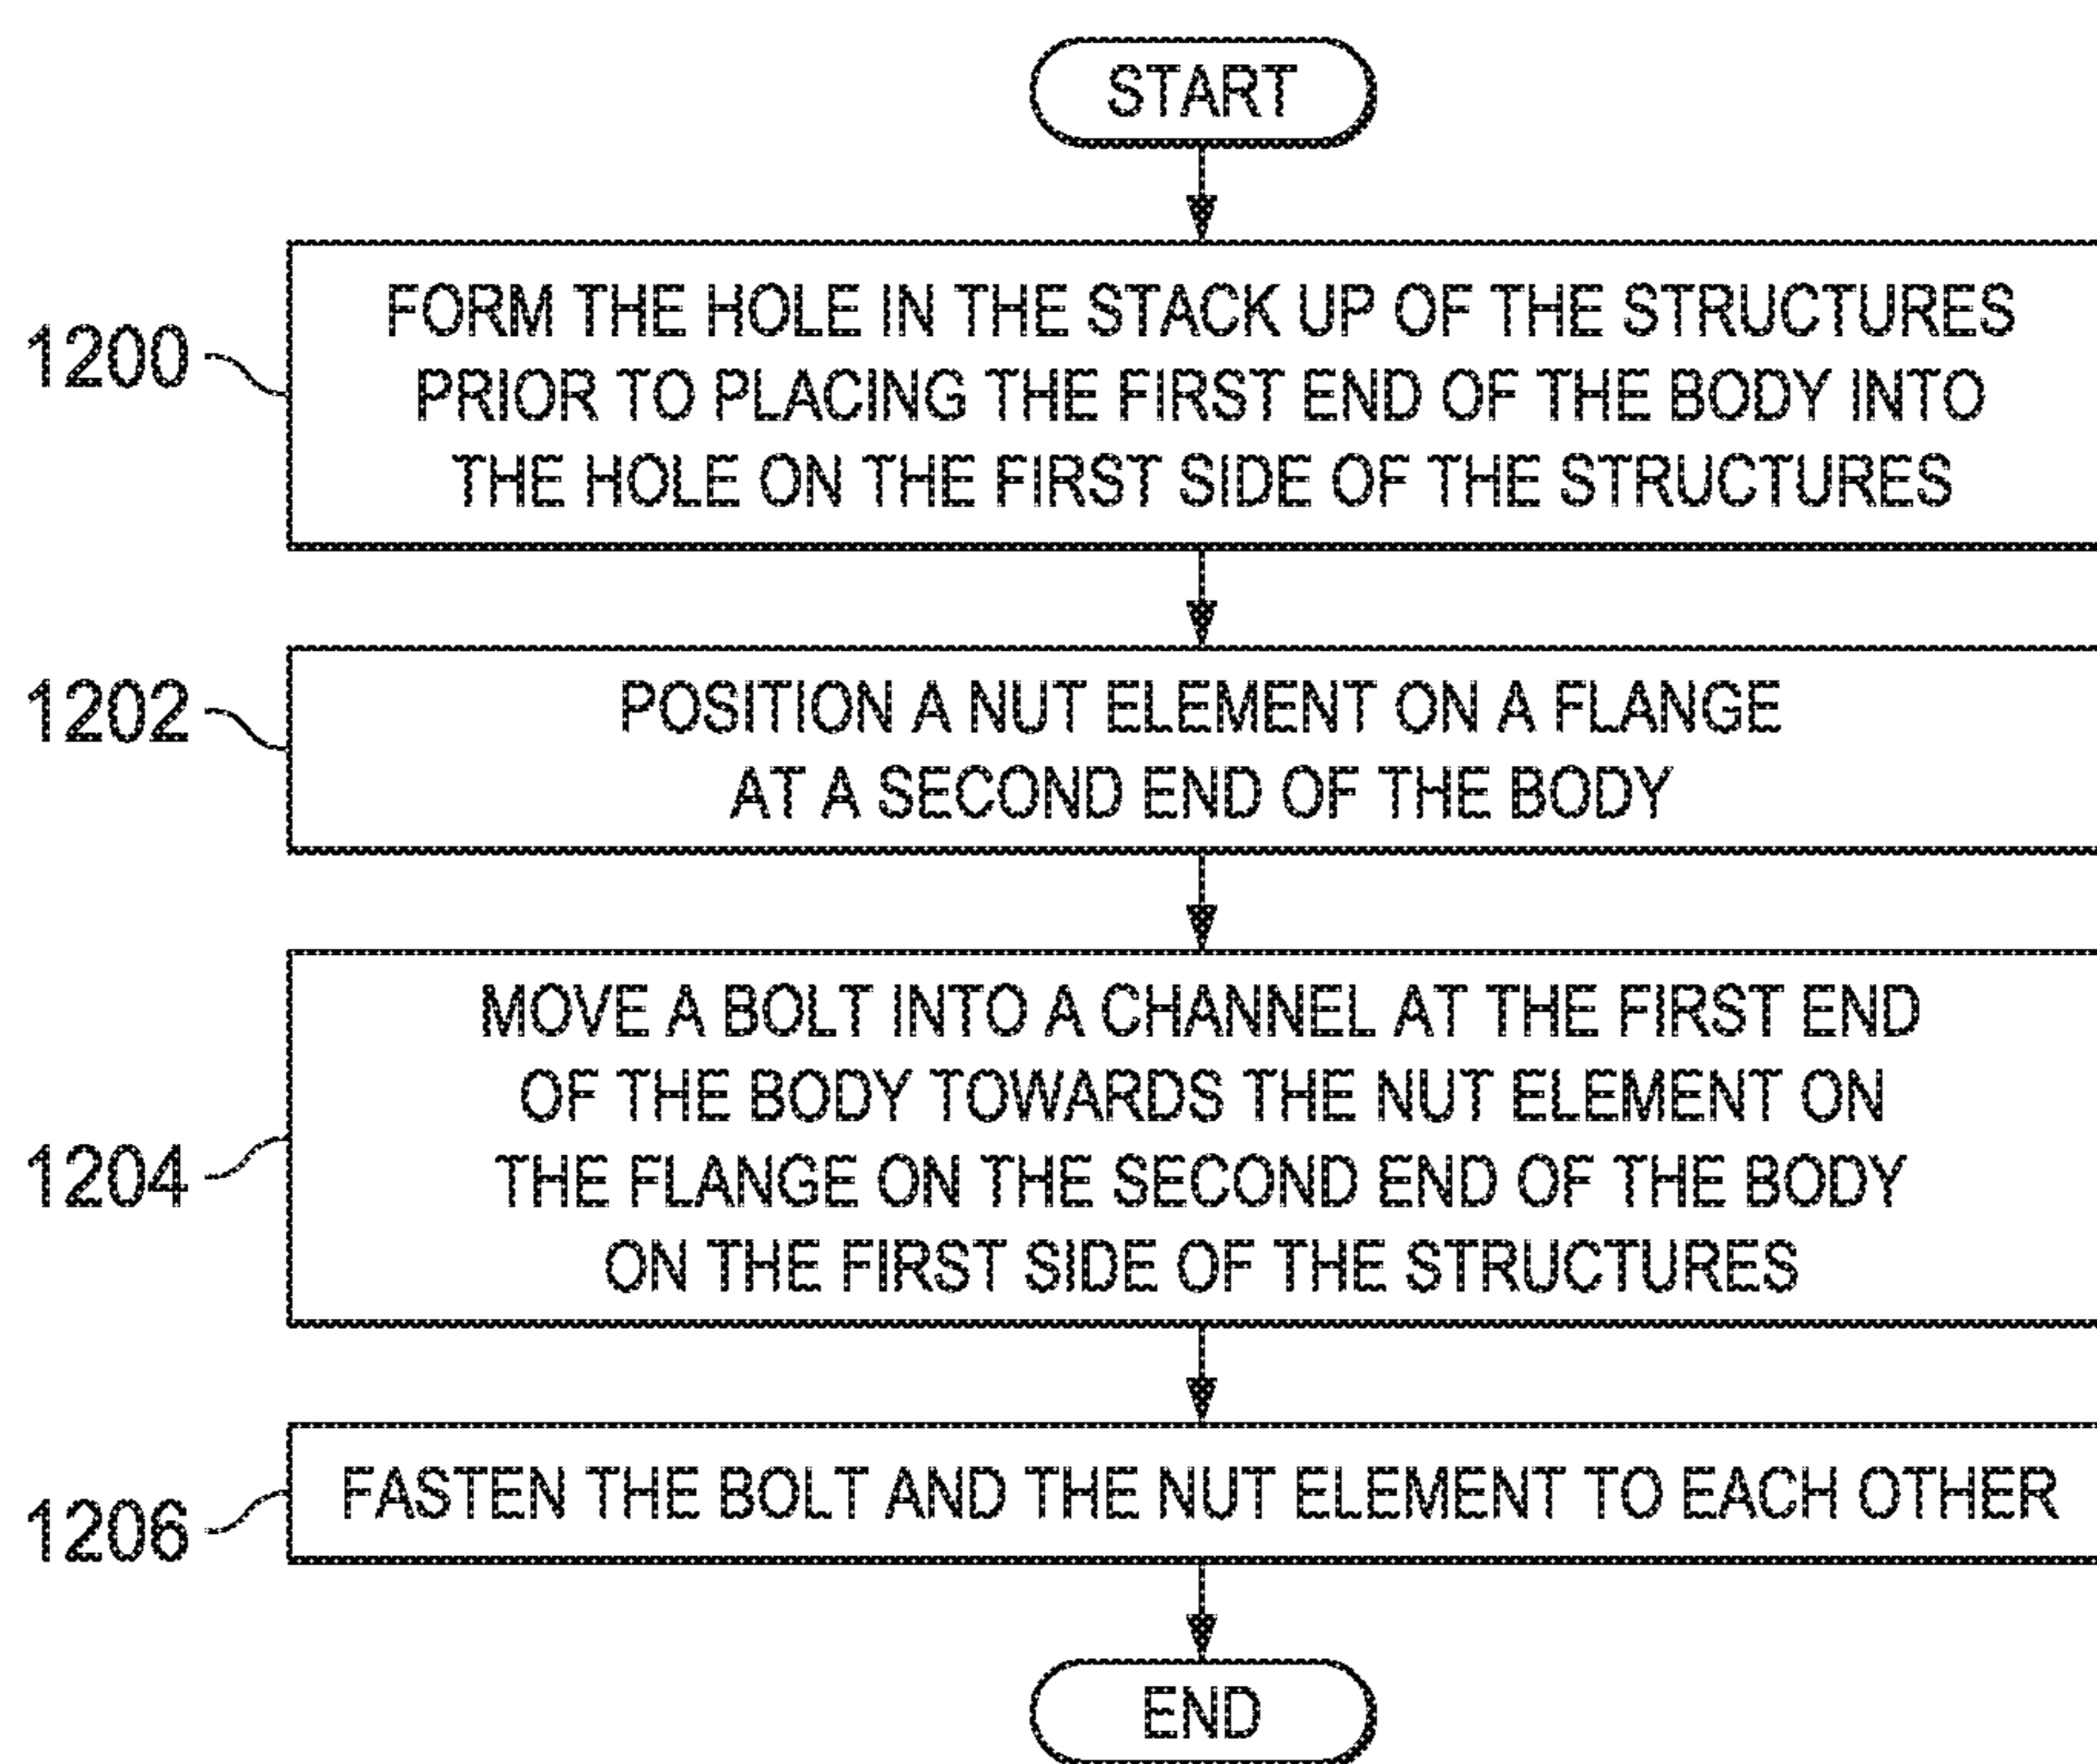 START
1200
FORM THE HOLE IN THE STACK UP OF THE STRUCTURES
PRIOR TO PLACING THE FIRST END OF THE BODY INTO
THE HOLE ON THE FIRST SIDE OF THE STRUCTURES
1202
POSITION A NUT ELEMENT ON A FLANGE
AT A SECOND END OF THE BODY
1204
MOVE A BOLT INTO A CHANNEL AT THE FIRST END
OF THE BODY TOWARDS THE NUT ELEMENT ON
THE FLANGE ON THE SECOND END OF THE BODY
ON THE FIRST SIDE OF THE STRUCTURES
1206
FASTEN THE BOLT AND THE NUT ELEMENT TO EACH OTHER
END